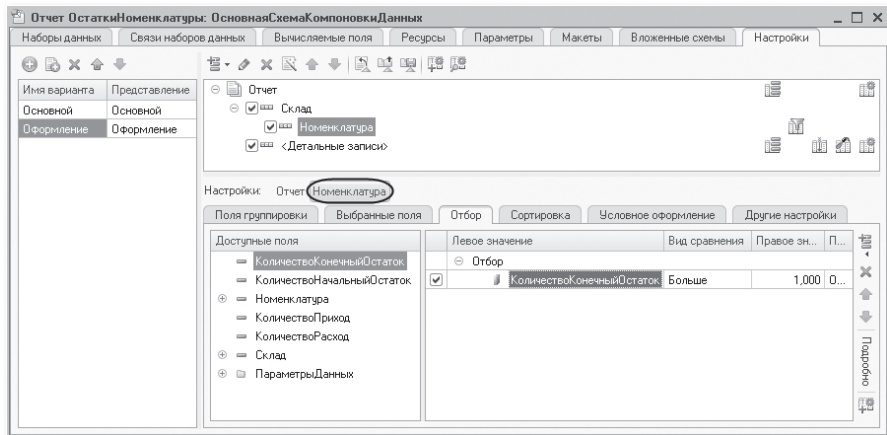 Отчет ОстаткиНоменклатуры: ОсновнаяСхемаКомпоновкиДанных
Наборы данных Связи наборов данных Вычисляемые поля Ресурсы Параметры Макеты Вложенные схемы Настройки
Имя варианта Представление
Основной Основной
Оформление Оформление
Отчет
Склад
Номенклатура
<Детальные записи>
Настройки: Отчет Номенклатура
Поля группировки Выбранные поля Отбор Сортировка Условное оформление Другие настройки
Доступные поля
КоличествоКонечныйОстаток
КоличествоНачальныйОстаток
Номенклатура
КоличествоПриход
КоличествоРасход
Склад
ПараметрыДанных
Левое значение Вид сравнения Правое зн... П...
Отбор
КоличествоКонечныйОстаток Больше 1,000 О...
Подробно